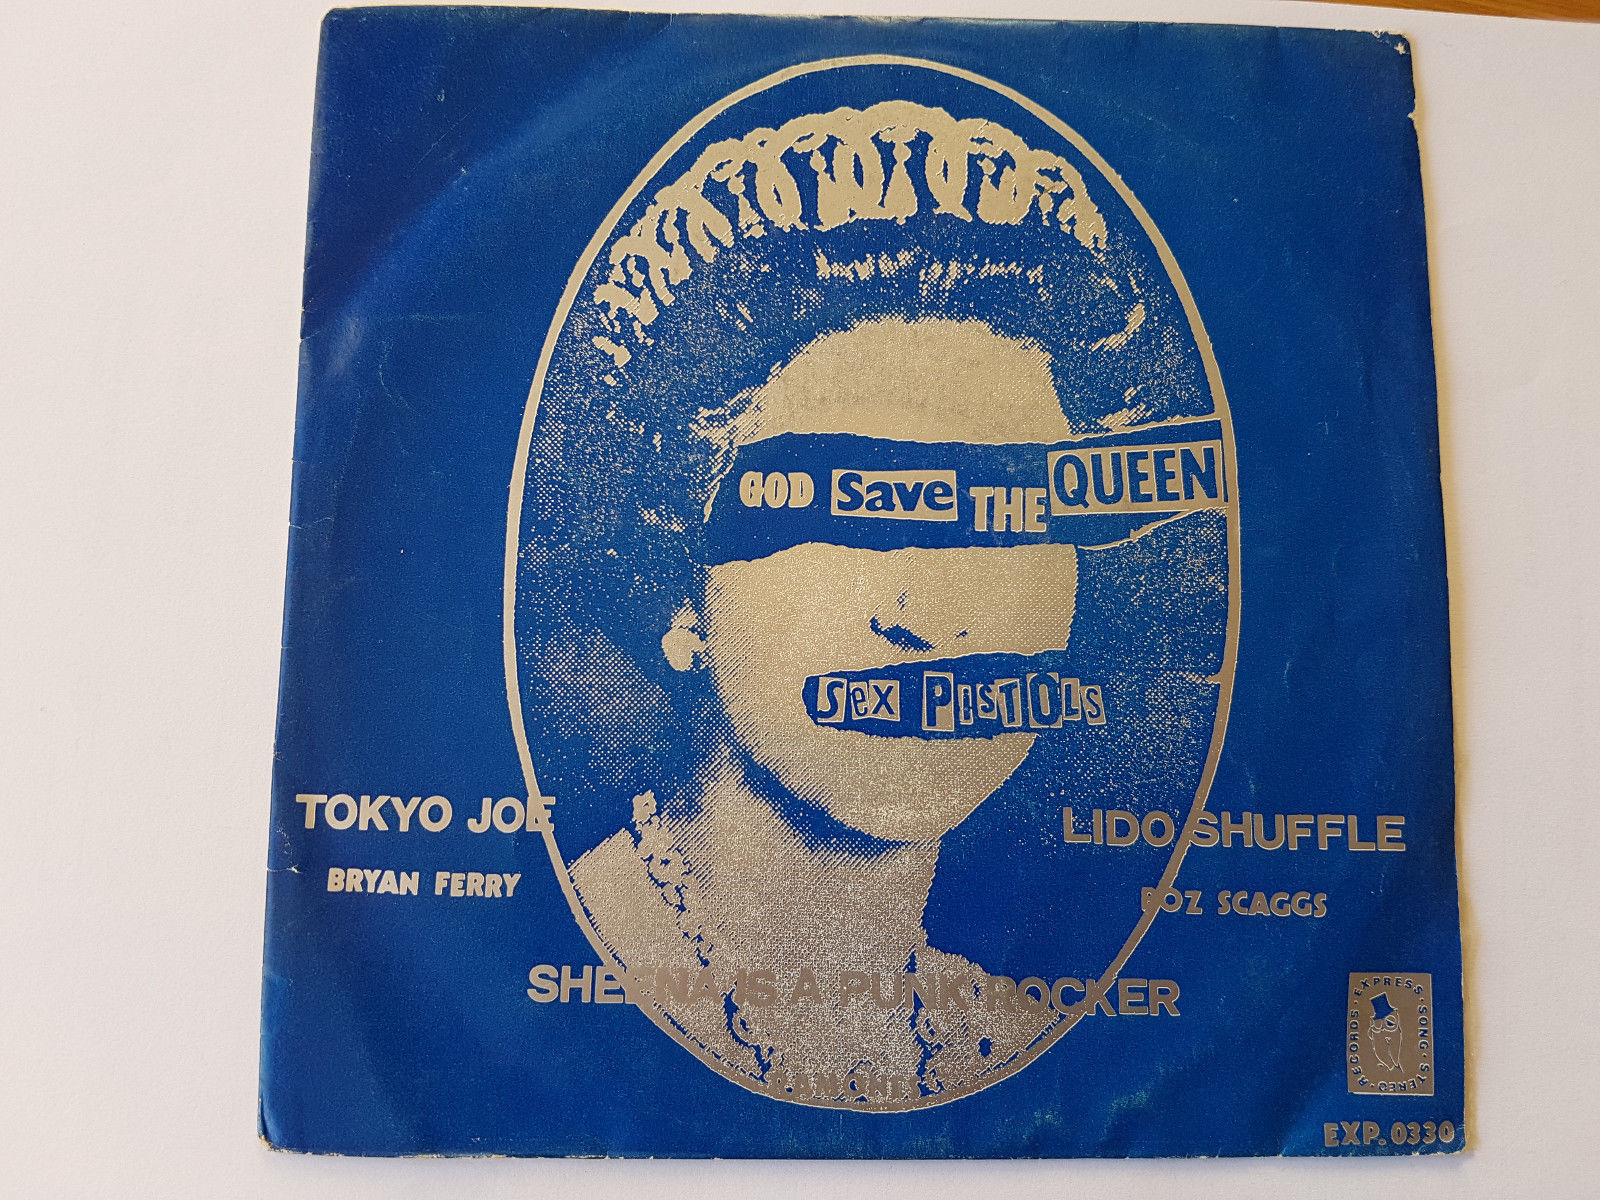 GOD Save THE QUEEN
Sex PISTOLS
TOKYO JOE
BRYAN FERRY
LIDO SHUFFLE
BOZ SCAGGS
SHEENA IS A PUNK ROCKER
RAMONES
EXPRESS · SONG · STEREO · RECORDS ·
EXP. 0330